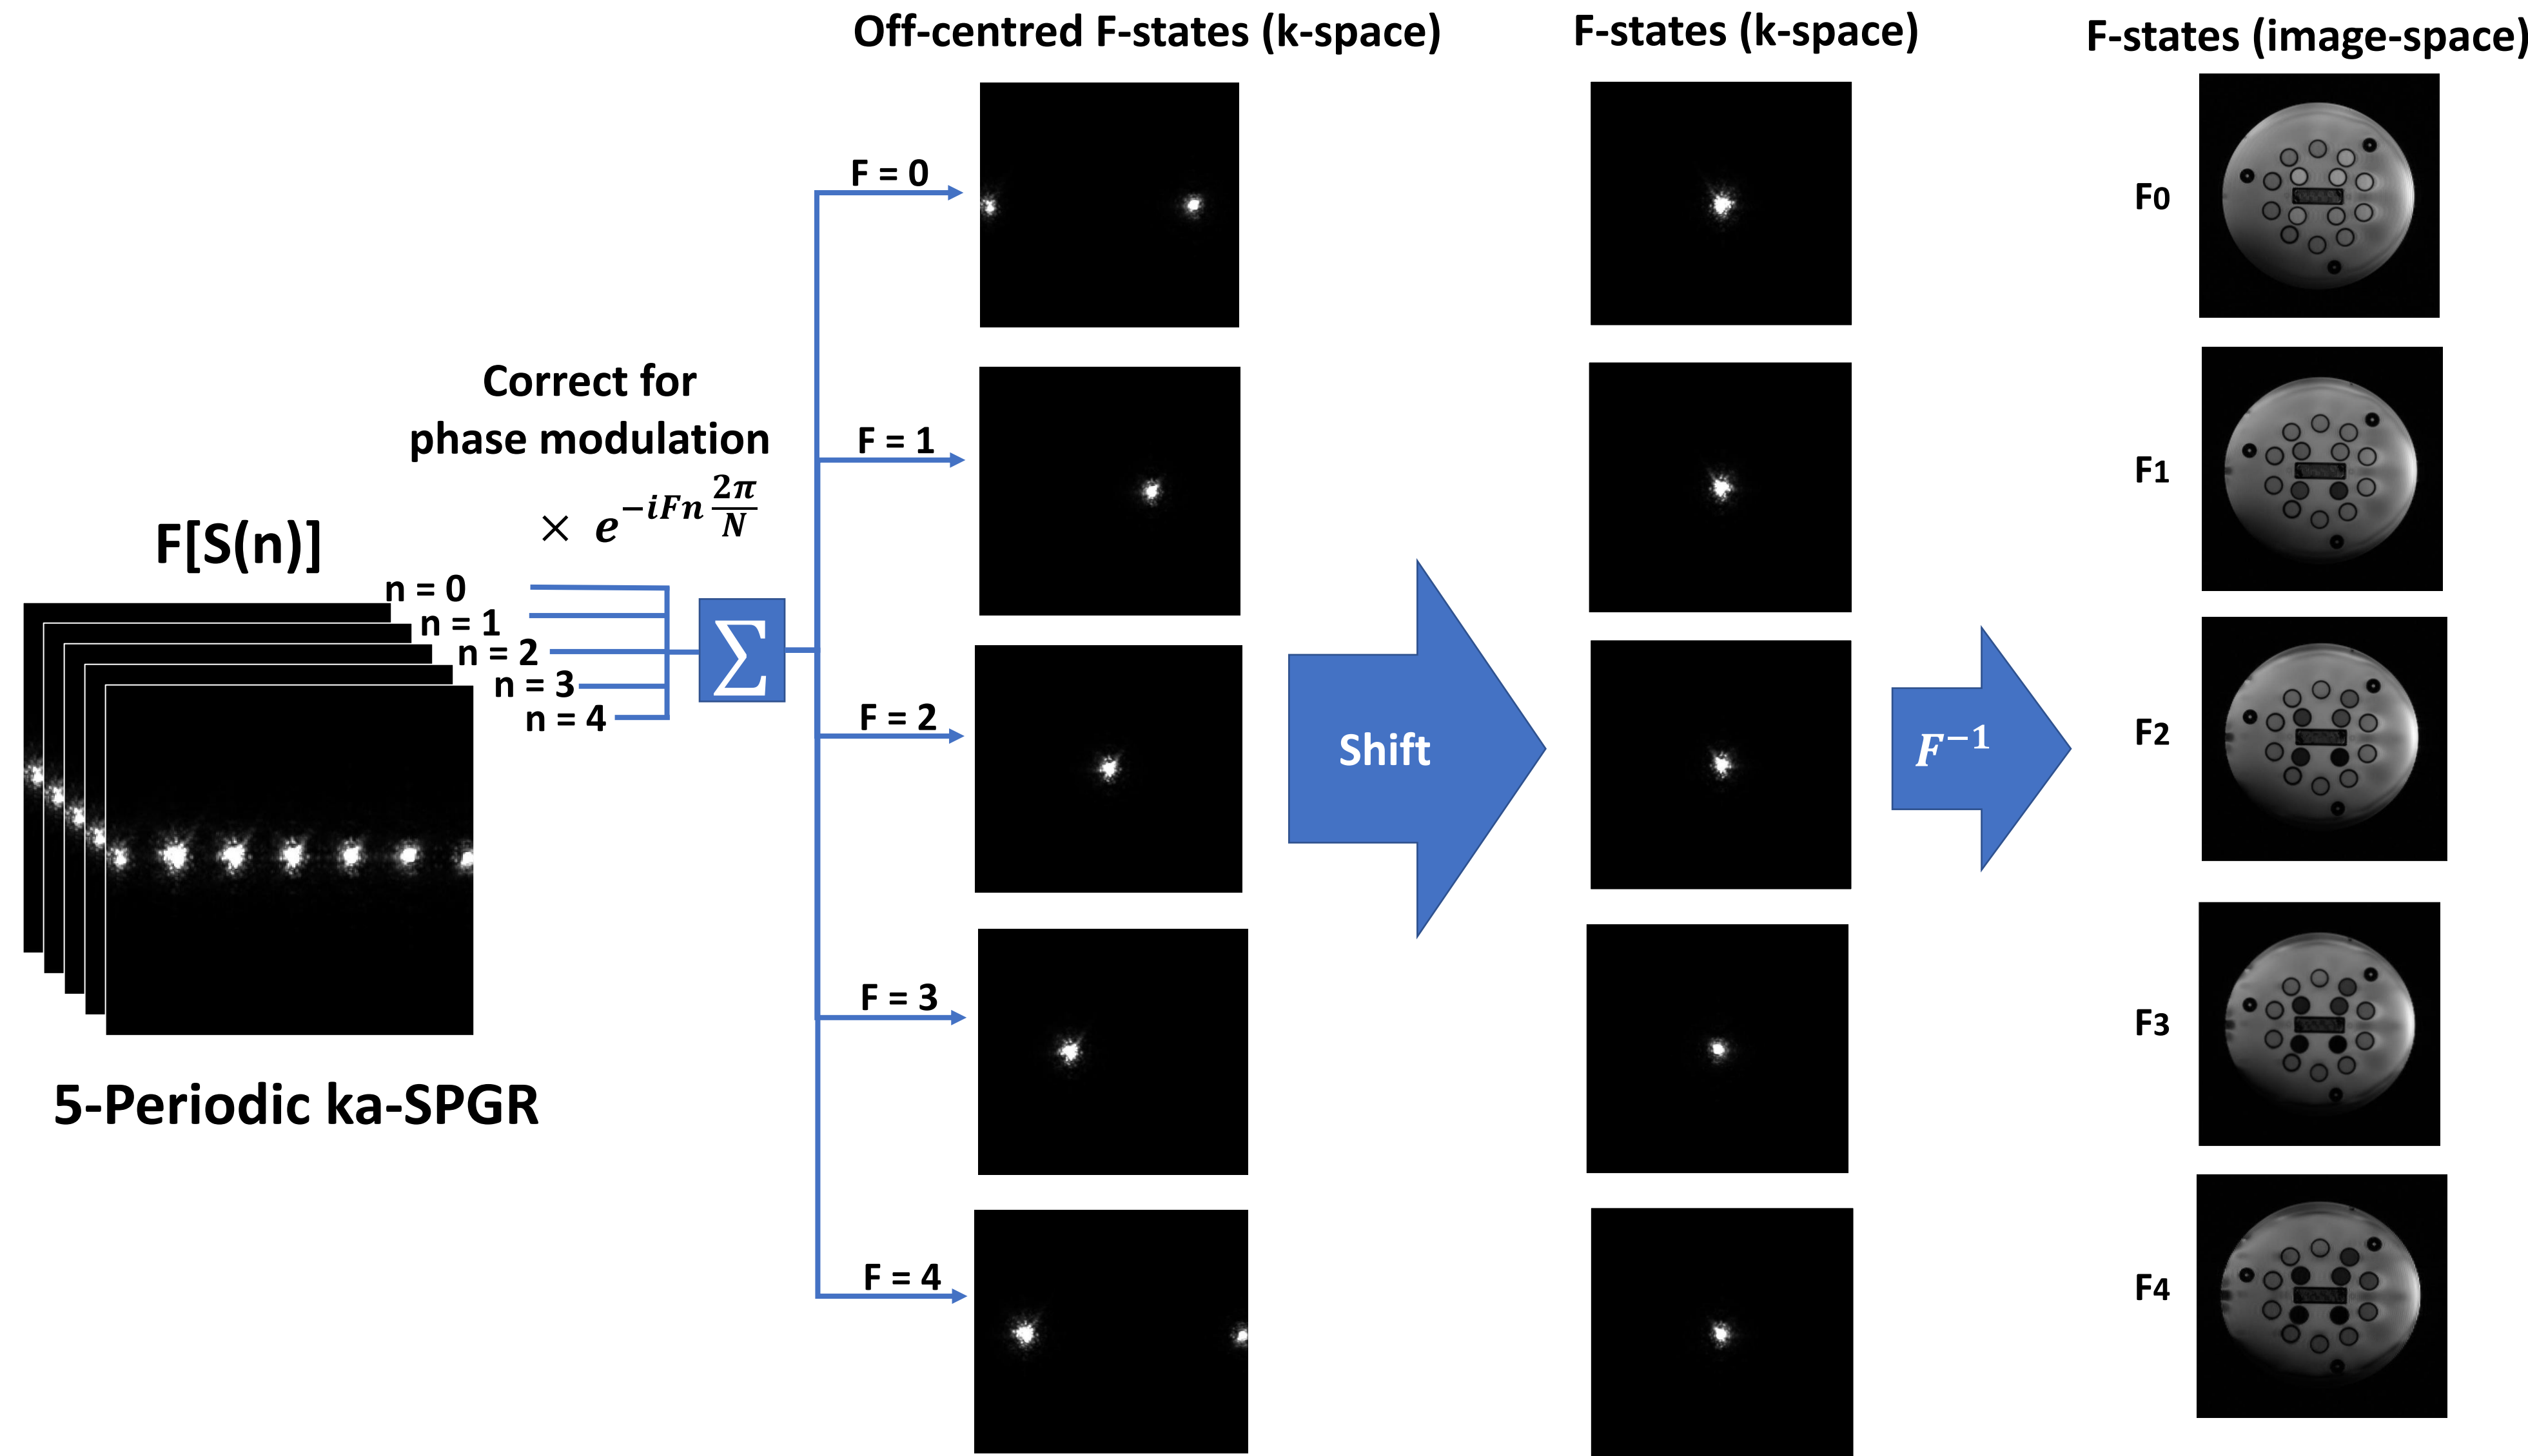 Off-centred F-states (k-space)
F-states (k-space)
F-states (image-space)
F = 0
F0
Correct for
phase modulation
× e^{-iFn 2π/N}
F = 1
F1
F[S(n)]
n = 0
n = 1
n = 2
n = 3
n = 4
∑
F = 2
Shift
F⁻¹
F2
F = 3
F3
5-Periodic ka-SPGR
F = 4
F4